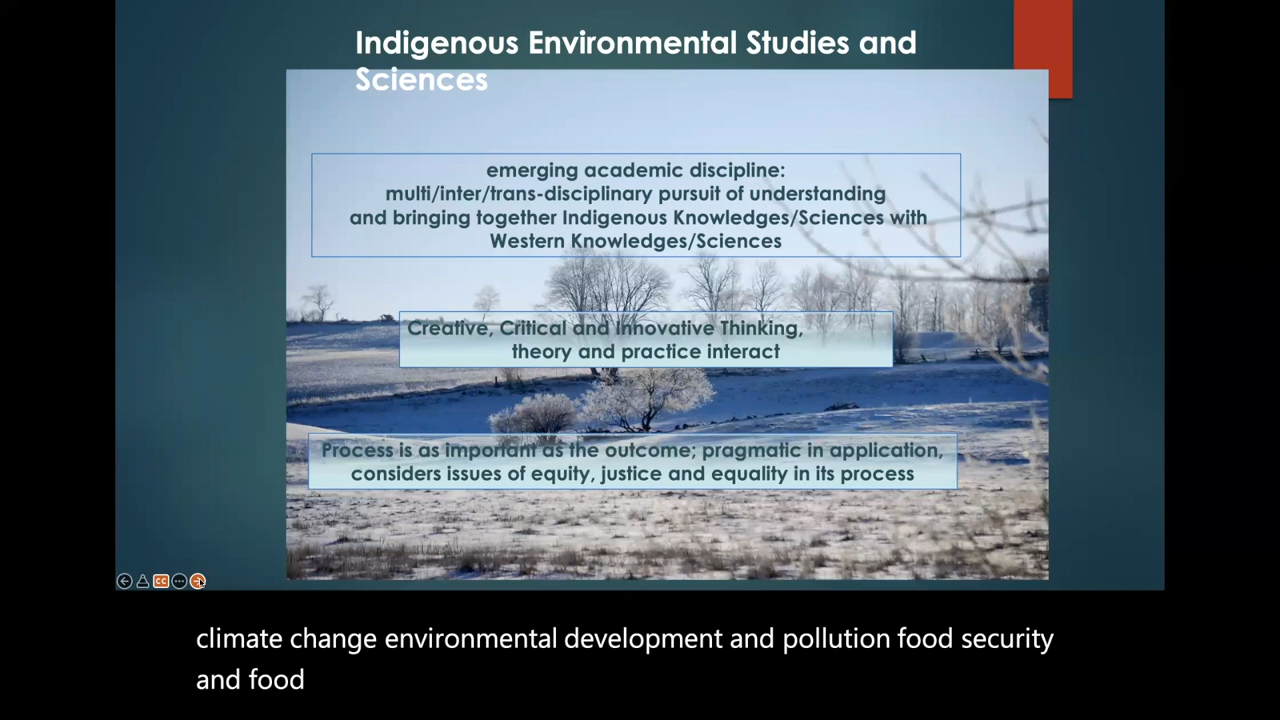 Indigenous Environmental Studies and
Sciences
emerging academic discipline:
multi/inter/trans-disciplinary pursuit of understanding
and bringing together Indigenous Knowledges/Sciences with
Western Knowledges/Sciences
Creative, Critical and Innovative Thinking,
theory and practice interact
Process is as important as the outcome; pragmatic in application,
considers issues of equity, justice and equality in its process
CC
climate change environmental development and pollution food security
and food